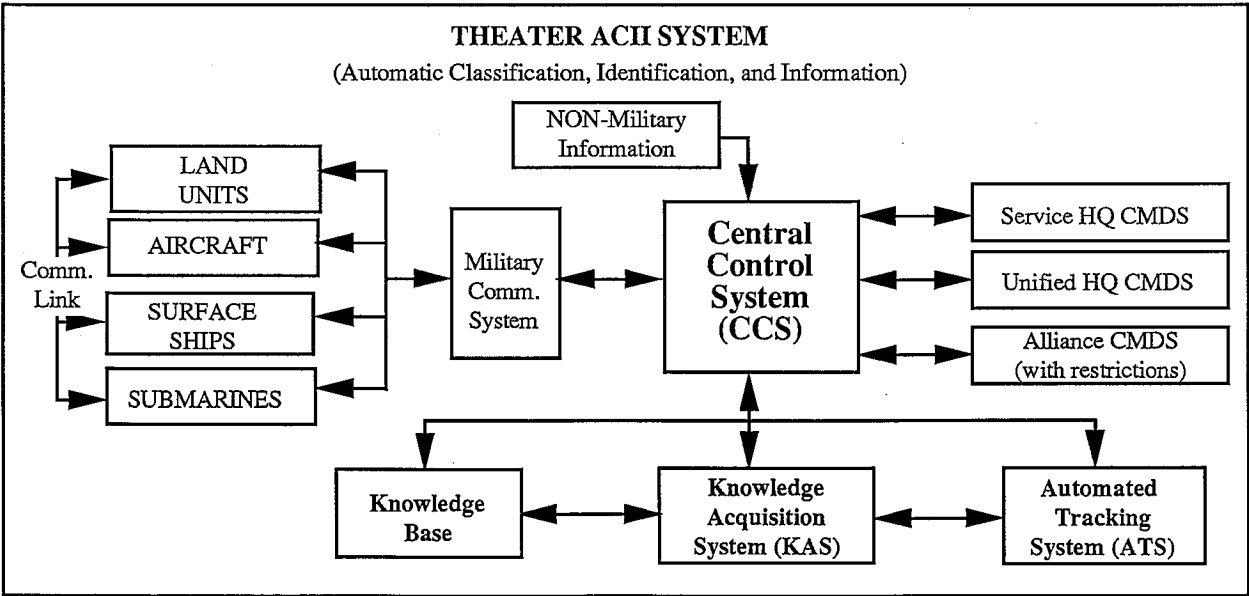 THEATER ACII SYSTEM
(Automatic Classification, Identification, and Information)
NON-Military
Information
LAND
UNITS
AIRCRAFT
Comm.
Link
SURFACE
SHIPS
SUBMARINES
Military
Comm.
System
Central
Control
System
(CCS)
Service HQ CMDS
Unified HQ CMDS
Alliance CMDS
(with restrictions)
Knowledge
Base
Knowledge
Acquisition
System (KAS)
Automated
Tracking
System (ATS)